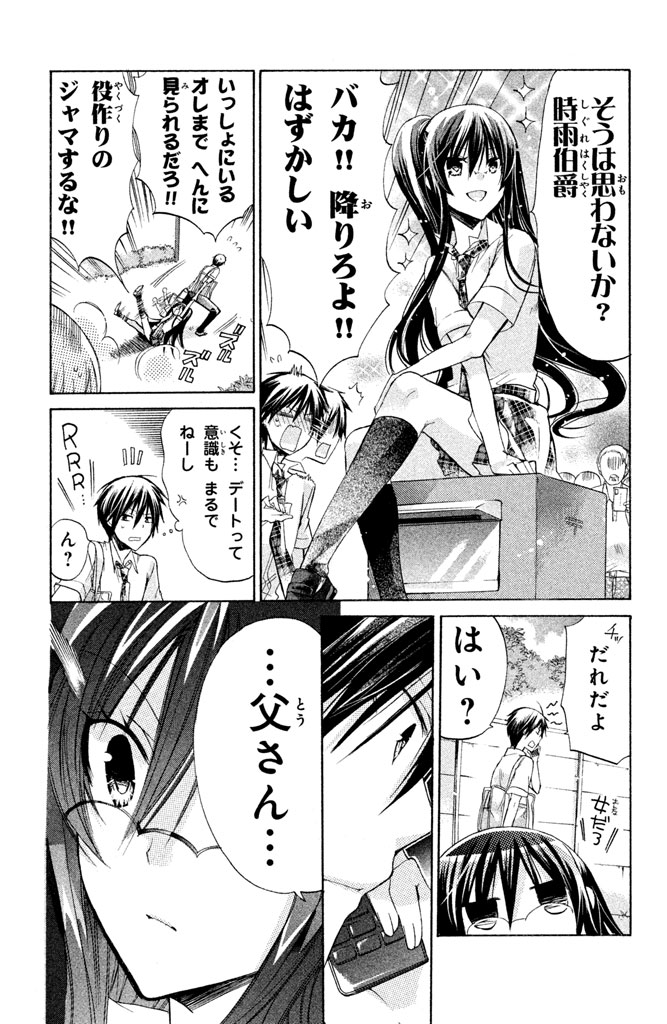 そうは思わないか?
時雨伯爵
バカ!! 降りろよ!!
はずかしい
いっしょにいる
オレまで へんに
見られるだろ!!
役作りの
ジャマするな!!
ズル
ズル
くそ… デートって
意識も まるで
ねーし
RRR…
ん?
チッ
だれだよ
はい?
女だろ
…父さん…